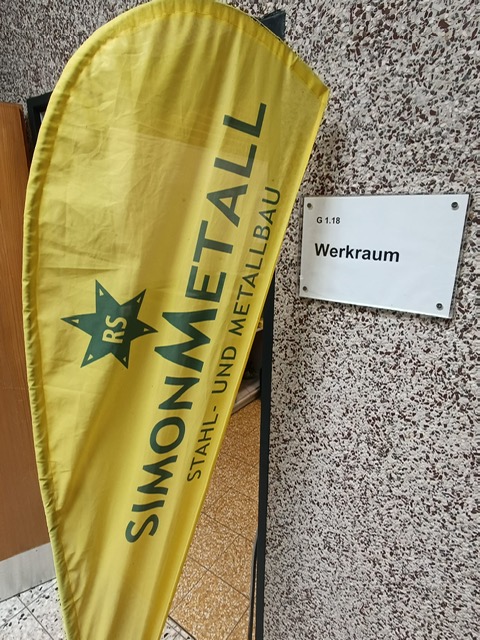 RS
SIMONMETALL
STAHL- UND METALLBAU
G 1.18
Werkraum